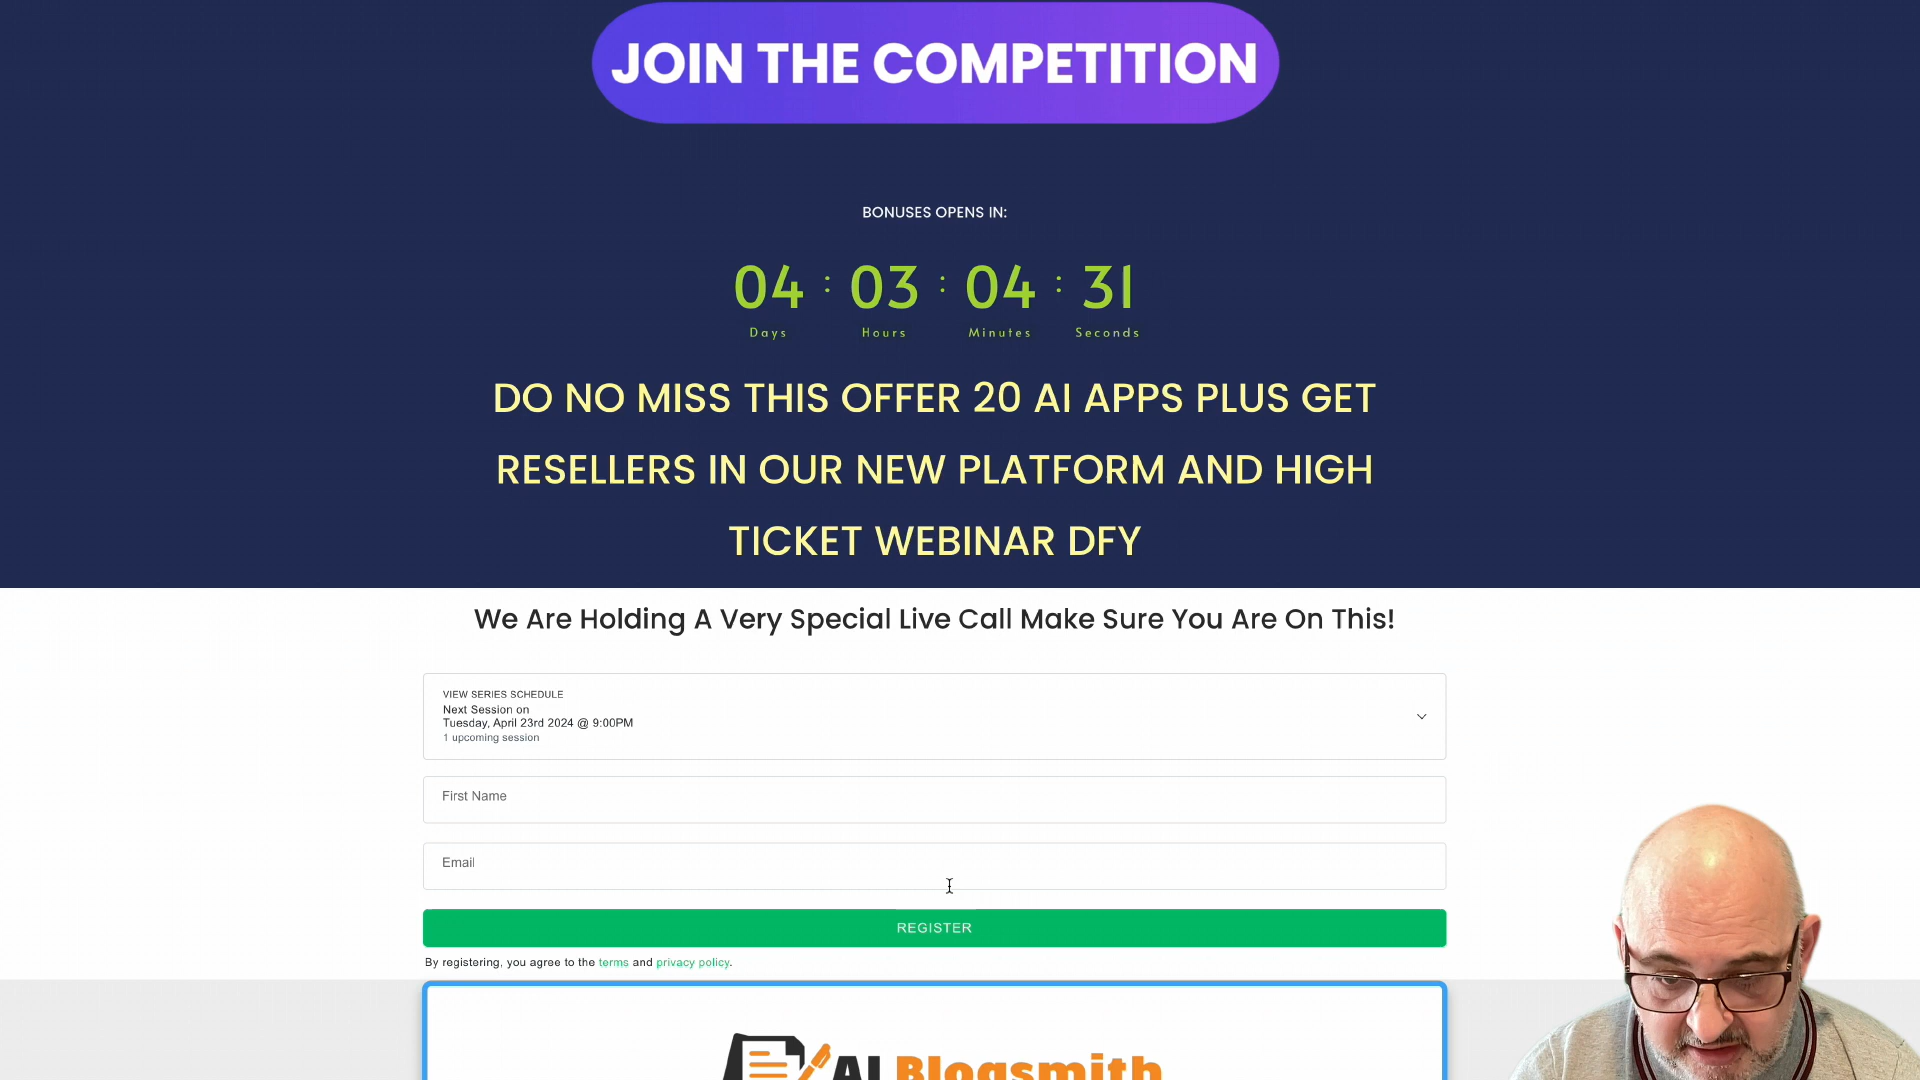 JOIN THE COMPETITION
BONUSES OPENS IN:
04 : 03 : 04 : 31
Days Hours Minutes Seconds
DO NO MISS THIS OFFER 20 AI APPS PLUS GET
RESELLERS IN OUR NEW PLATFORM AND HIGH
TICKET WEBINAR DFY
We Are Holding A Very Special Live Call Make Sure You Are On This!
VIEW SERIES SCHEDULE
Next Session on
Tuesday, April 23rd 2024 @ 9:00PM
1 upcoming session
First Name
Email
REGISTER
By registering, you agree to the terms and privacy policy.
AI Blogsmith